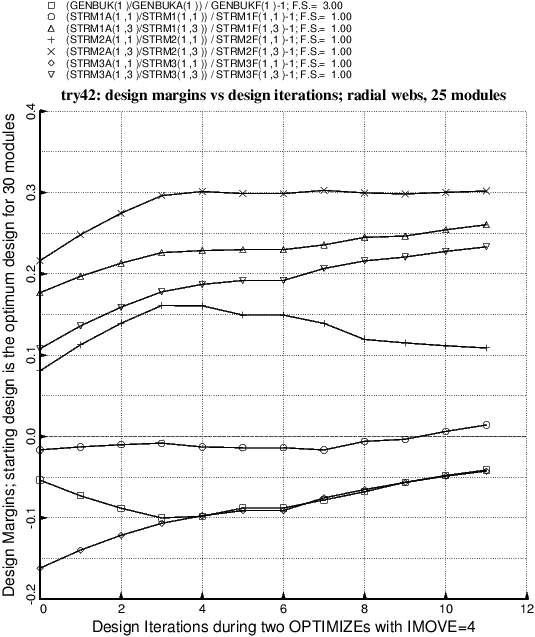 (GENBUK(1 )/GENBUKA(1 )) / GENBUKF(1 )-1; F.S.= 3.00
(STRM1A(1 ,1 )/STRM1(1 ,1 )) / STRM1F(1 ,1 )-1; F.S.= 1.00
(STRM1A(1 ,3 )/STRM1(1 ,3 )) / STRM1F(1 ,3 )-1; F.S.= 1.00
(STRM2A(1 ,1 )/STRM2(1 ,1 )) / STRM2F(1 ,1 )-1; F.S.= 1.00
(STRM2A(1 ,3 )/STRM2(1 ,3 )) / STRM2F(1 ,3 )-1; F.S.= 1.00
(STRM3A(1 ,1 )/STRM3(1 ,1 )) / STRM3F(1 ,1 )-1; F.S.= 1.00
(STRM3A(1 ,3 )/STRM3(1 ,3 )) / STRM3F(1 ,3 )-1; F.S.= 1.00
try42: design margins vs design iterations; radial webs, 25 modules
Design Margins; starting design is the optimum design for 30 modules
0.4
0.3
0.2
0.1
0.0
-0.1
-0.2
0 2 4 6 8 10 12
Design Iterations during two OPTIMIZEs with IMOVE=4